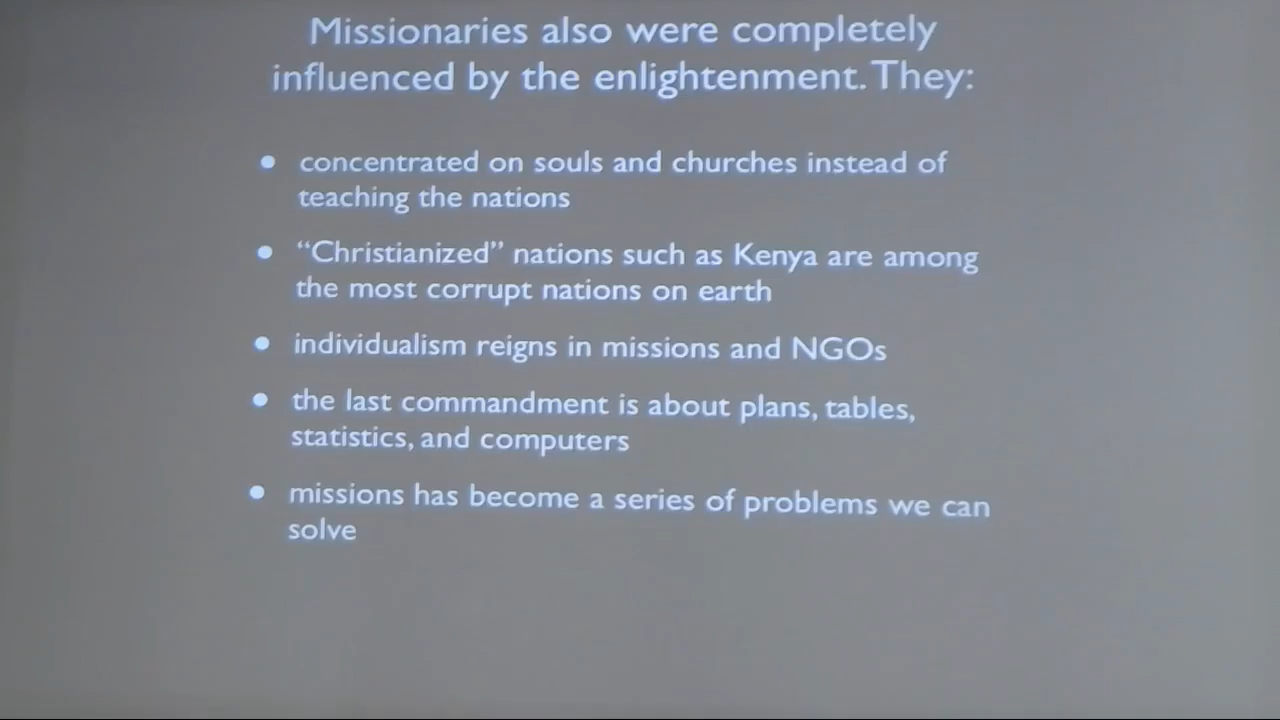 Missionaries also were completely
influenced by the enlightenment. They:
• concentrated on souls and churches instead of
teaching the nations
• “Christianized” nations such as Kenya are among
the most corrupt nations on earth
• individualism reigns in missions and NGOs
• the last commandment is about plans, tables,
statistics, and computers
• missions has become a series of problems we can
solve